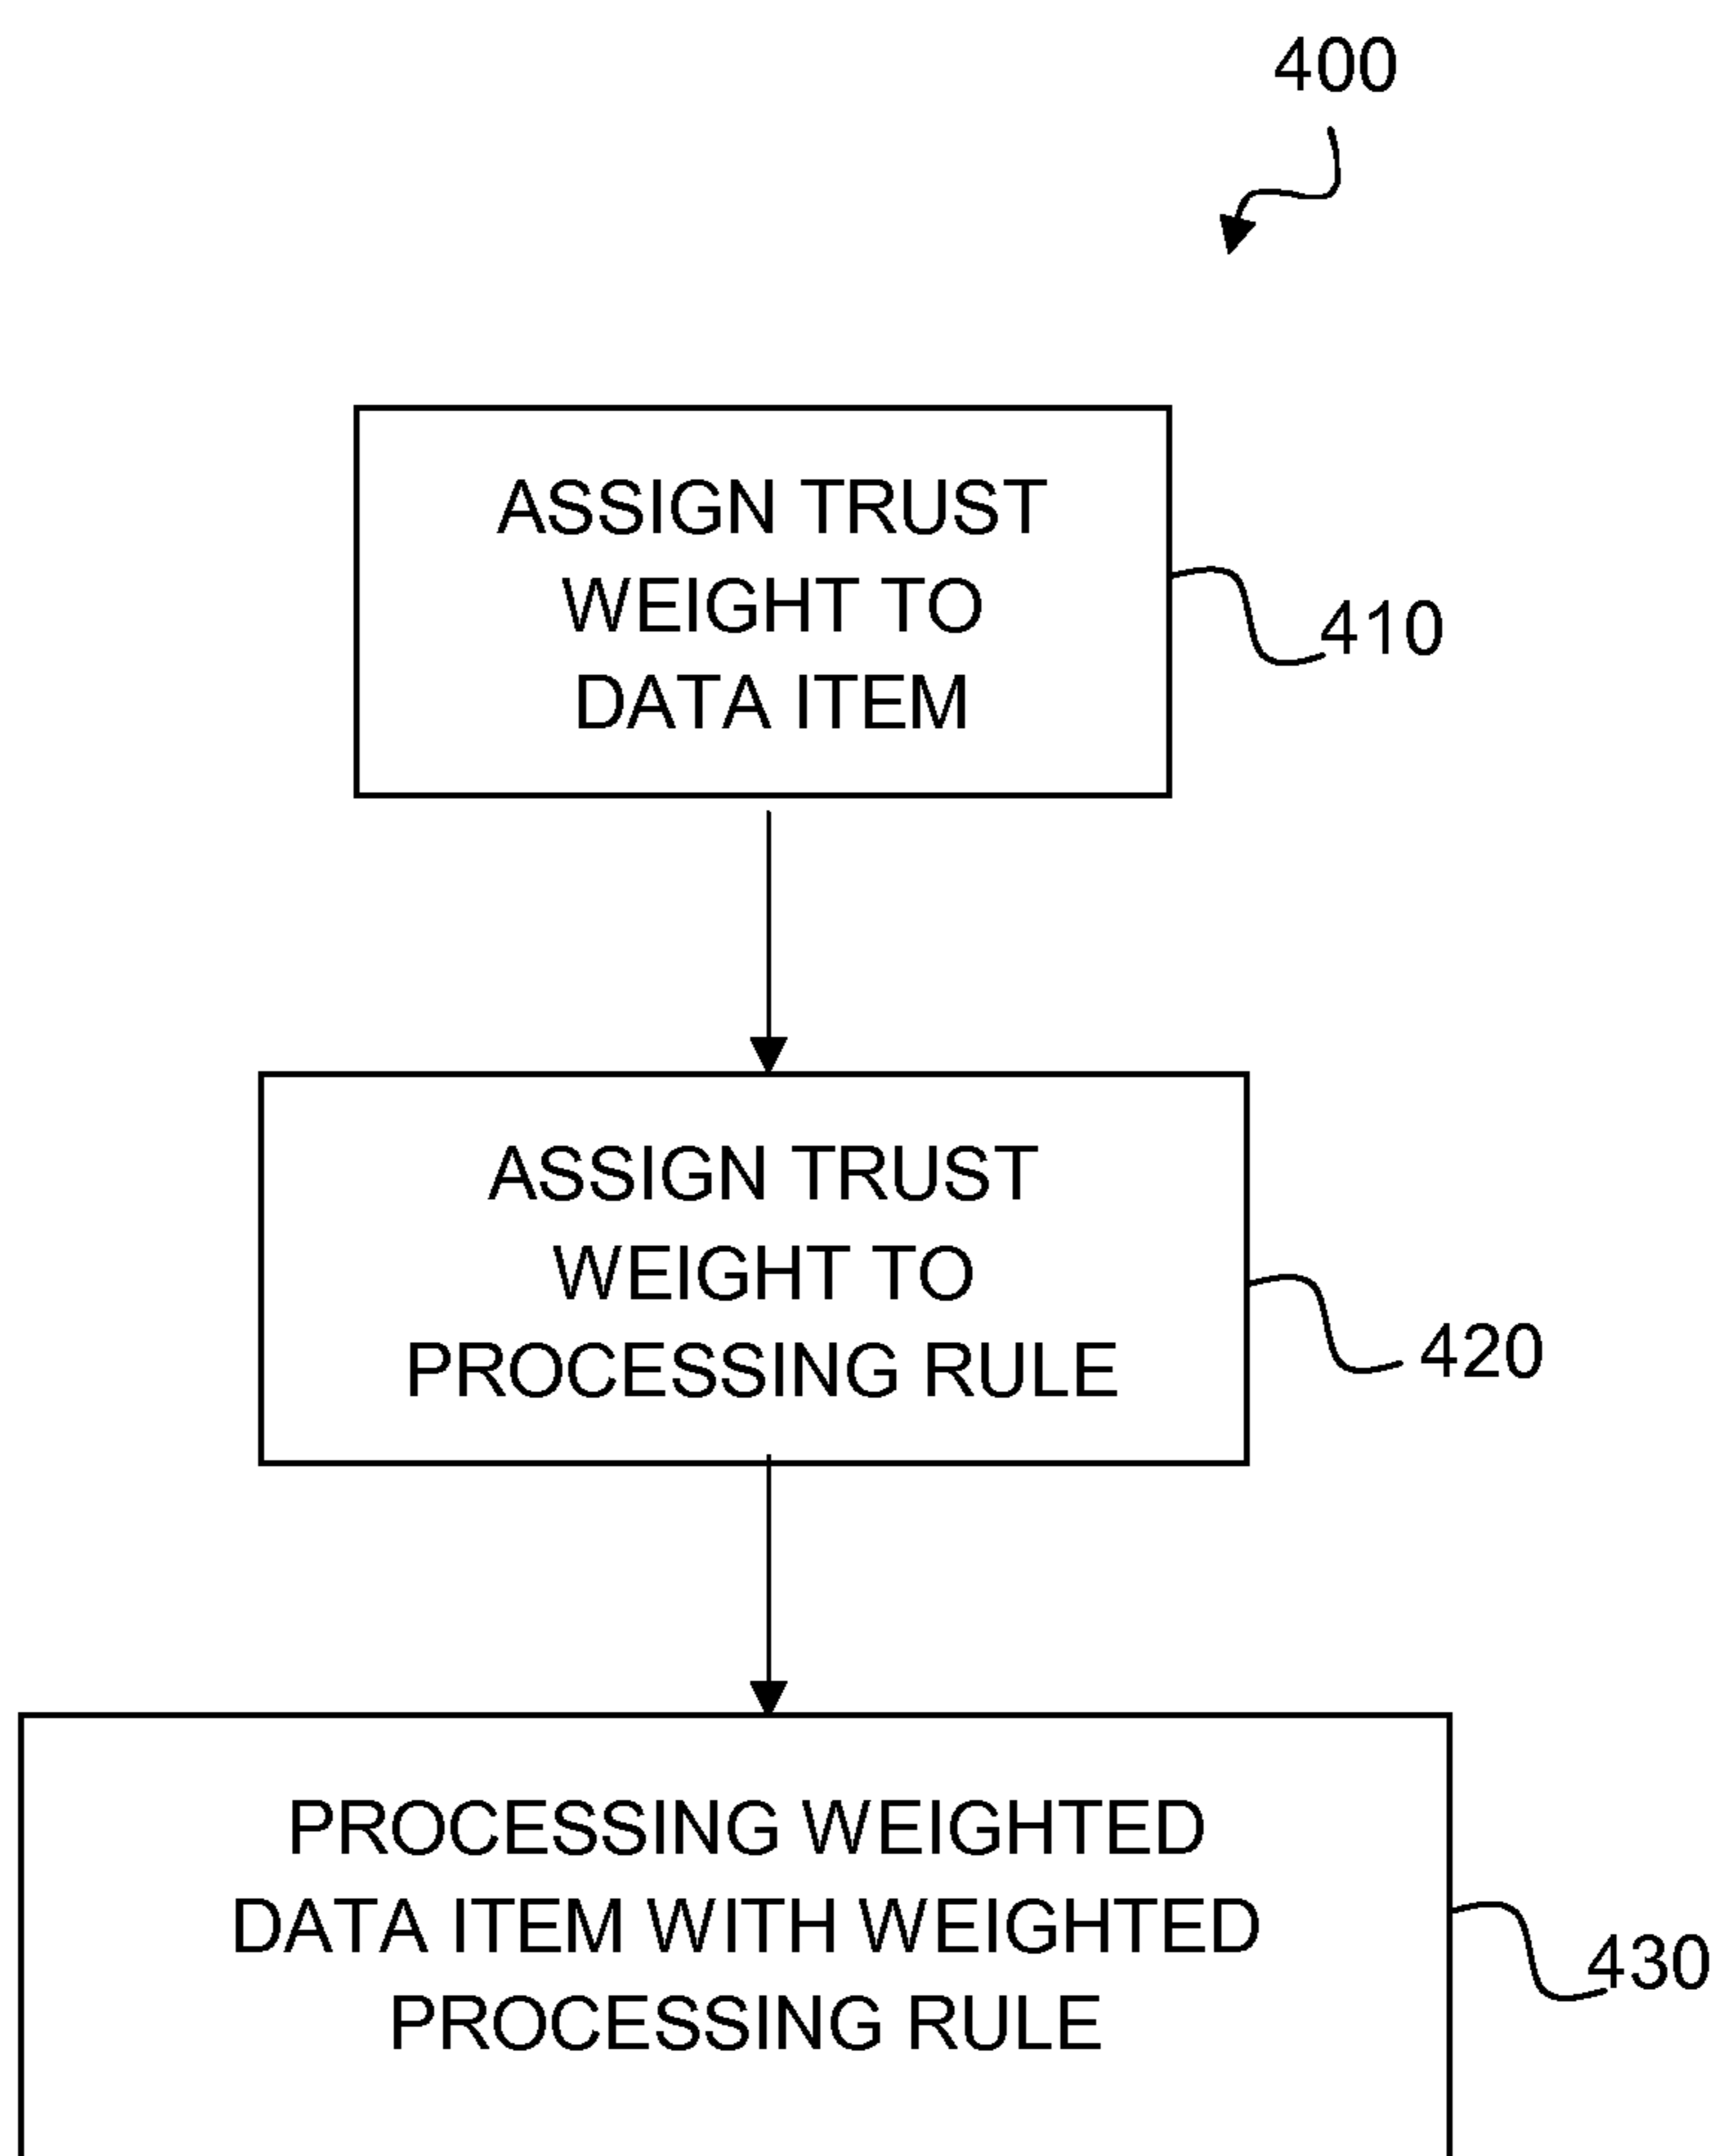 400
ASSIGN TRUST
WEIGHT TO
DATA ITEM
410
ASSIGN TRUST
WEIGHT TO
PROCESSING RULE
420
PROCESSING WEIGHTED
DATA ITEM WITH WEIGHTED
PROCESSING RULE
430